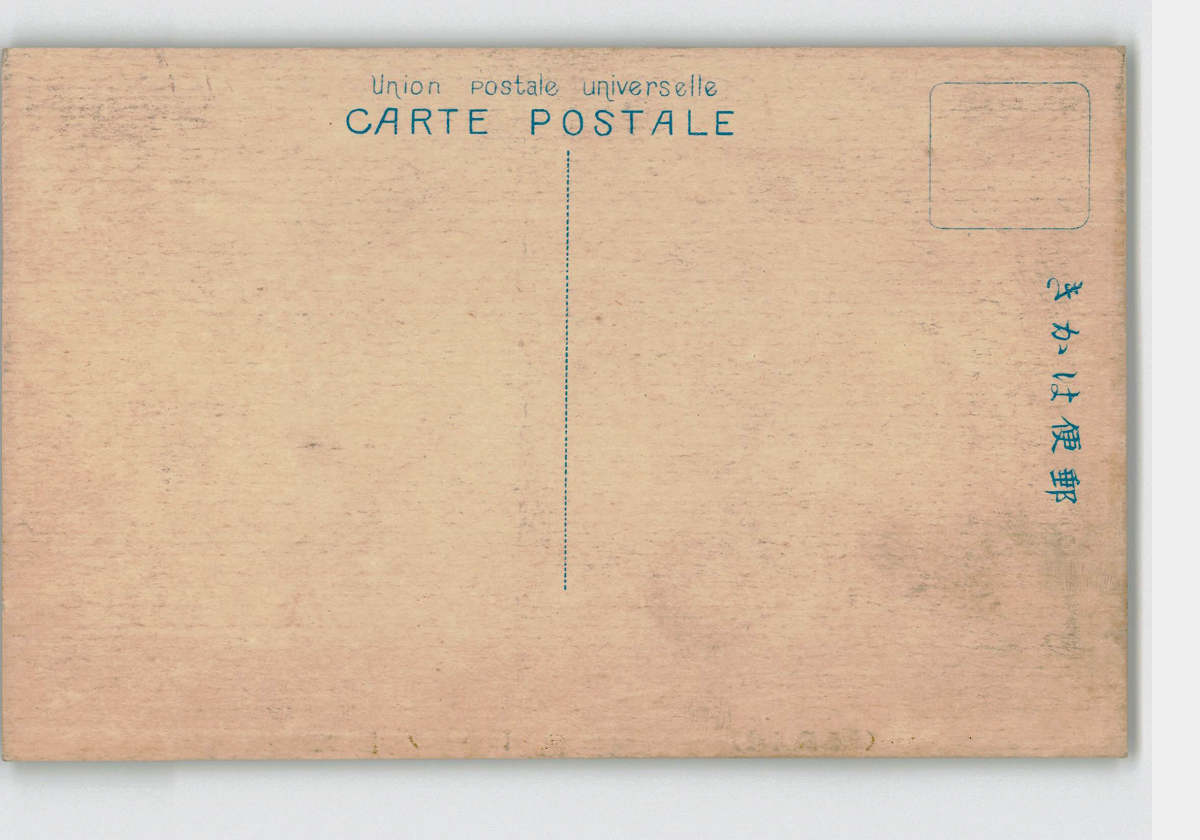 Union postale universelle
CARTE POSTALE
郵便はかき